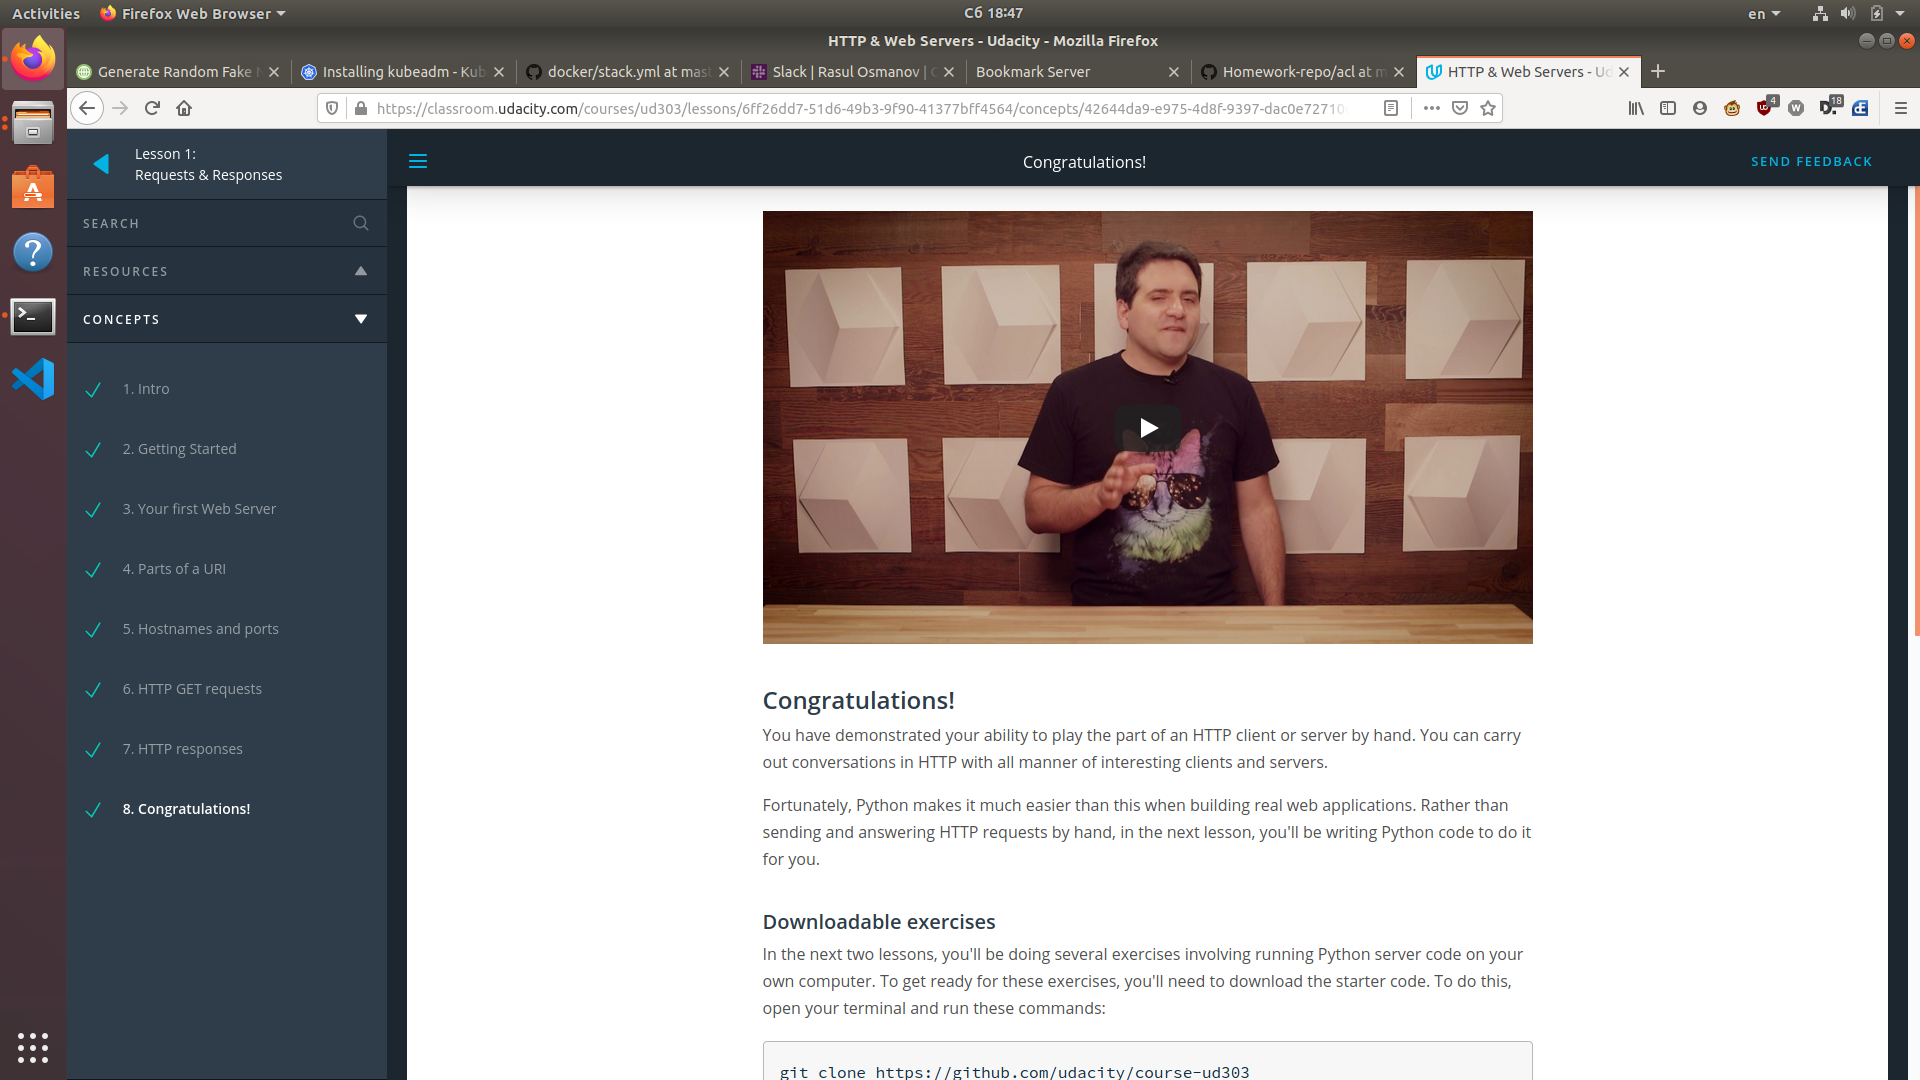 Activities
Firefox Web Browser
Сб 18:47
en
HTTP & Web Servers - Udacity - Mozilla Firefox
Generate Random Fake
Installing kubeadm - Kub
docker/stack.yml at mast
Slack | Rasul Osmanov |
Bookmark Server
Homework-repo/acl at m
HTTP & Web Servers - Ud
https://classroom.udacity.com/courses/ud303/lessons/6ff26dd7-51d6-49b3-9f90-41377bff4564/concepts/42644da9-e975-4d8f-9397-dac0e72710
4
18
Lesson 1:
Requests & Responses
Congratulations!
SEND FEEDBACK
SEARCH
RESOURCES
CONCEPTS
1. Intro
2. Getting Started
3. Your first Web Server
4. Parts of a URI
5. Hostnames and ports
6. HTTP GET requests
7. HTTP responses
8. Congratulations!
Congratulations!
You have demonstrated your ability to play the part of an HTTP client or server by hand. You can carry
out conversations in HTTP with all manner of interesting clients and servers.
Fortunately, Python makes it much easier than this when building real web applications. Rather than
sending and answering HTTP requests by hand, in the next lesson, you'll be writing Python code to do it
for you.
Downloadable exercises
In the next two lessons, you'll be doing several exercises involving running Python server code on your
own computer. To get ready for these exercises, you'll need to download the starter code. To do this,
open your terminal and run these commands:
git clone https://github.com/udacity/course-ud303